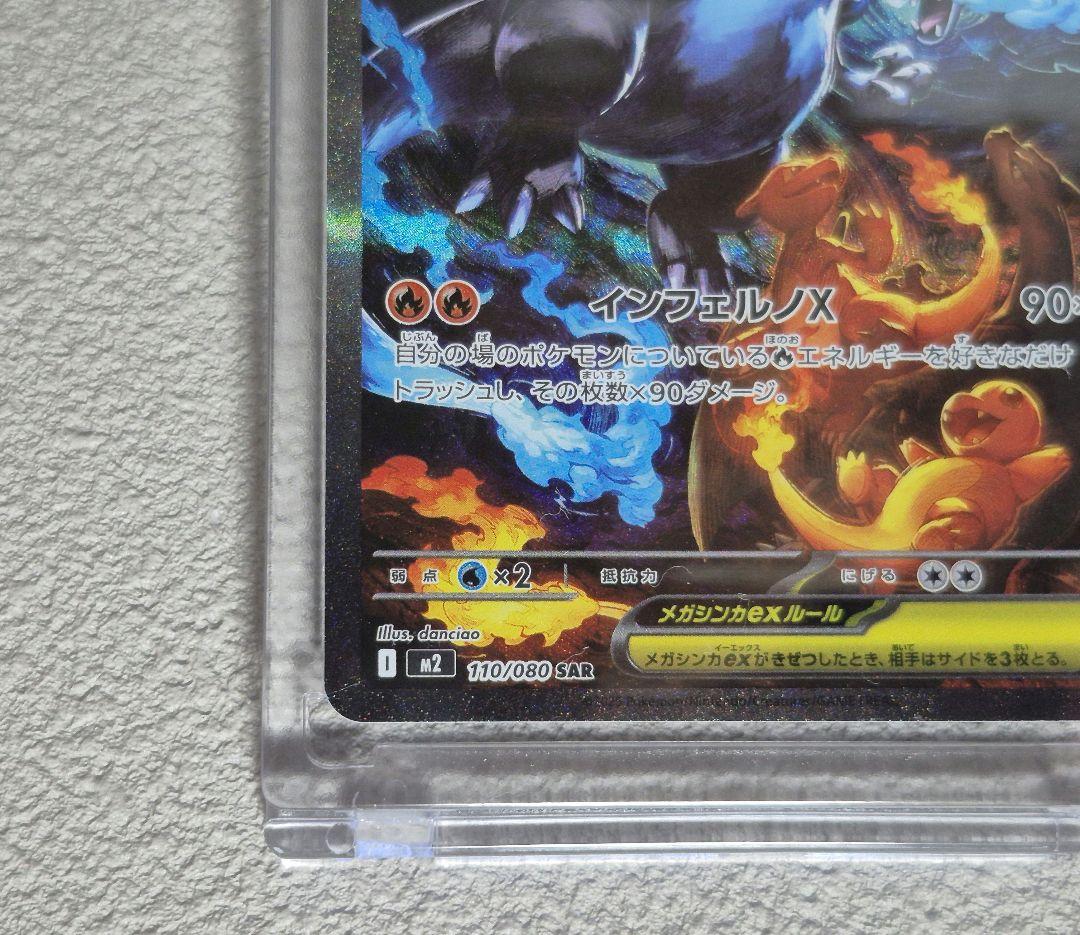 インフェルノX 90×
自分の場のポケモンについているエネルギーを好きなだけ
トラッシュし、その枚数×90ダメージ。
弱点 ×2 抵抗力 にげる
メガシンカexルール
メガシンカexがきぜつしたとき、相手はサイドを3枚とる。
Illus. danciao
I m2 110/080 SAR
Pokémon/Nintendo/Creatures/GAME FREAK